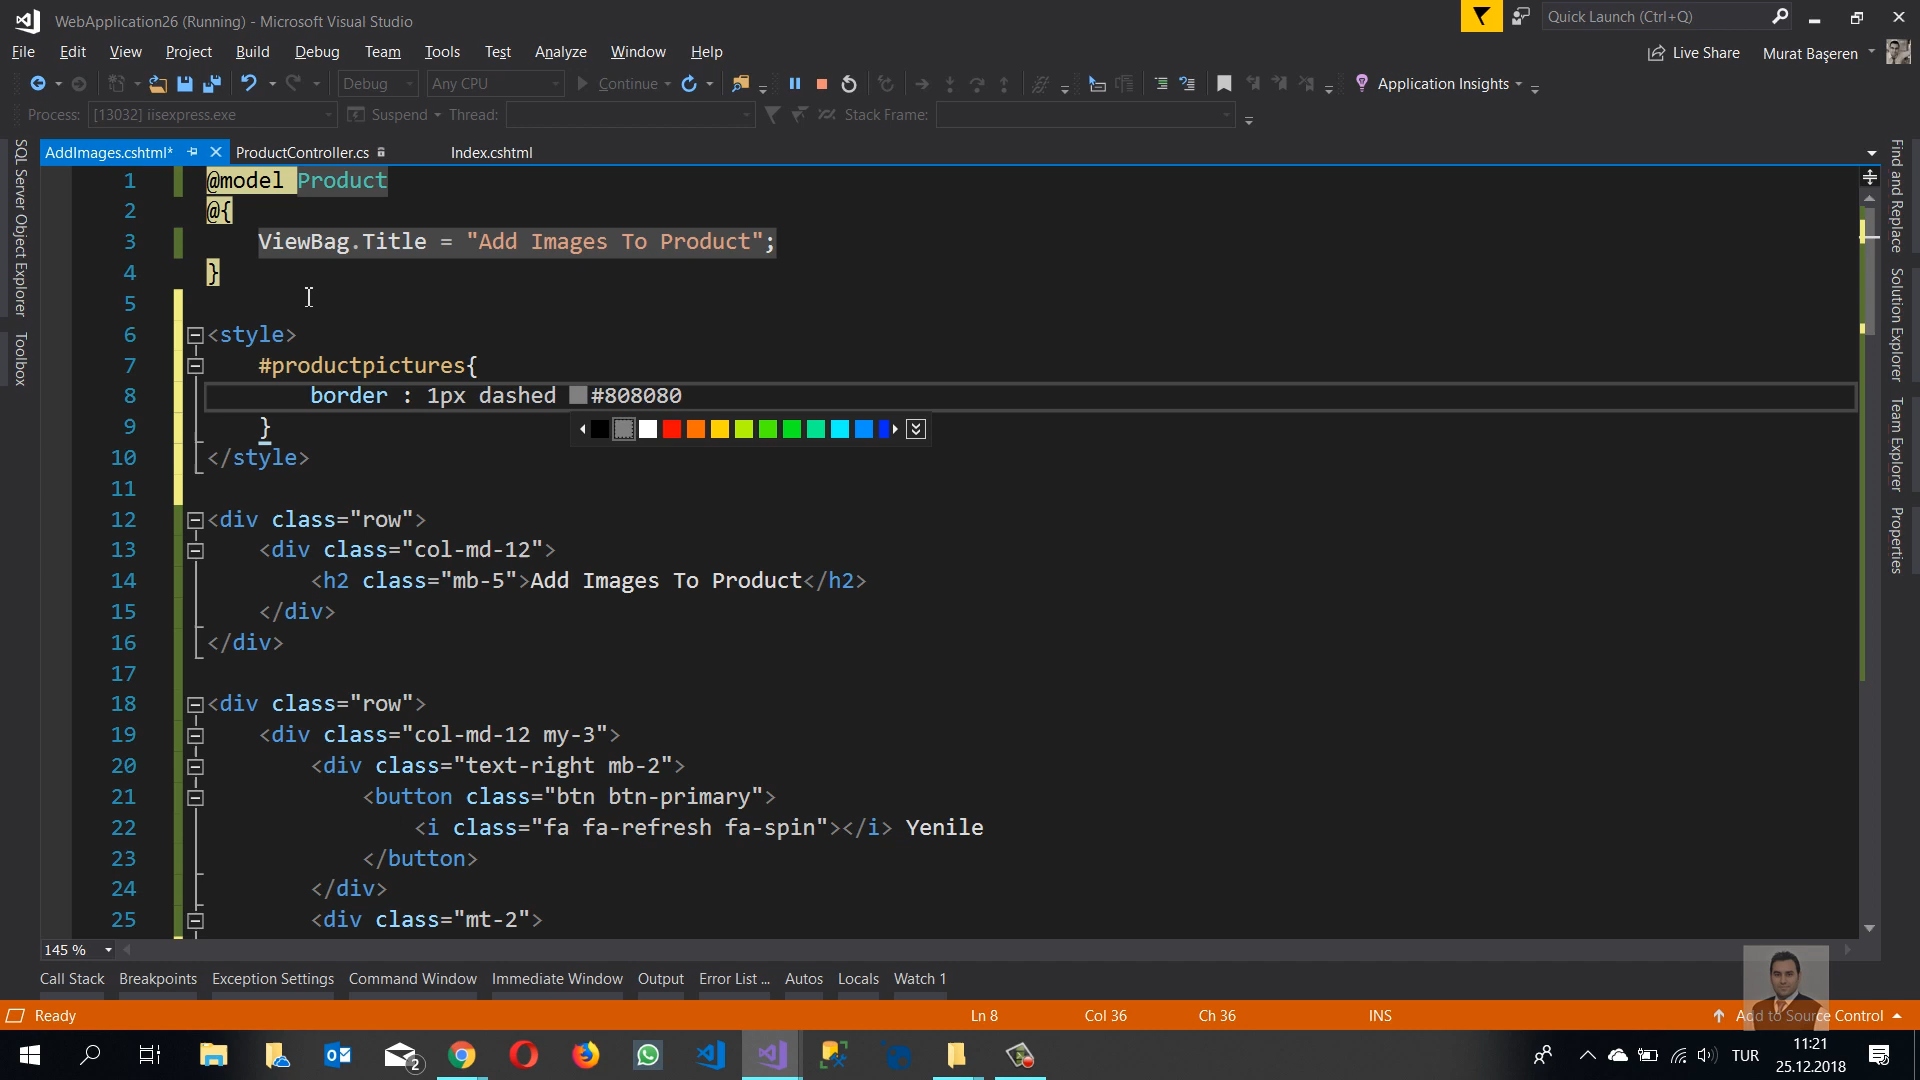 WebApplication26 (Running) - Microsoft Visual Studio
Quick Launch (Ctrl+Q)
File Edit View Project Build Debug Team Tools Test Analyze Window Help
Live Share Murat Başeren
Debug Any CPU Continue Application Insights
Process: [13032] iisexpress.exe Suspend Thread: Stack Frame:
AddImages.cshtml* ProductController.cs Index.cshtml
SQL Server Object Explorer
Toolbox
Find and Replace
Solution Explorer
Team Explorer
Properties
1 @model Product
2 @{
3 ViewBag.Title = "Add Images To Product";
4 }
5
6 <style>
7 #productpictures{
8 border : 1px dashed #808080
9 }
10 </style>
11
12 <div class="row">
13 <div class="col-md-12">
14 <h2 class="mb-5">Add Images To Product</h2>
15 </div>
16 </div>
17
18 <div class="row">
19 <div class="col-md-12 my-3">
20 <div class="text-right mb-2">
21 <button class="btn btn-primary">
22 <i class="fa fa-refresh fa-spin"></i> Yenile
23 </button>
24 </div>
25 <div class="mt-2">
145 %
Call Stack Breakpoints Exception Settings Command Window Immediate Window Output Error List ... Autos Locals Watch 1
Ready Ln 8 Col 36 Ch 36 INS Add to Source Control
2
TUR
11:21
25.12.2018